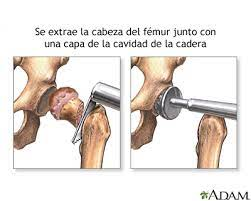 Se extrae la cabeza del fémur junto con
una capa de la cavidad de la cadera
ADAM.